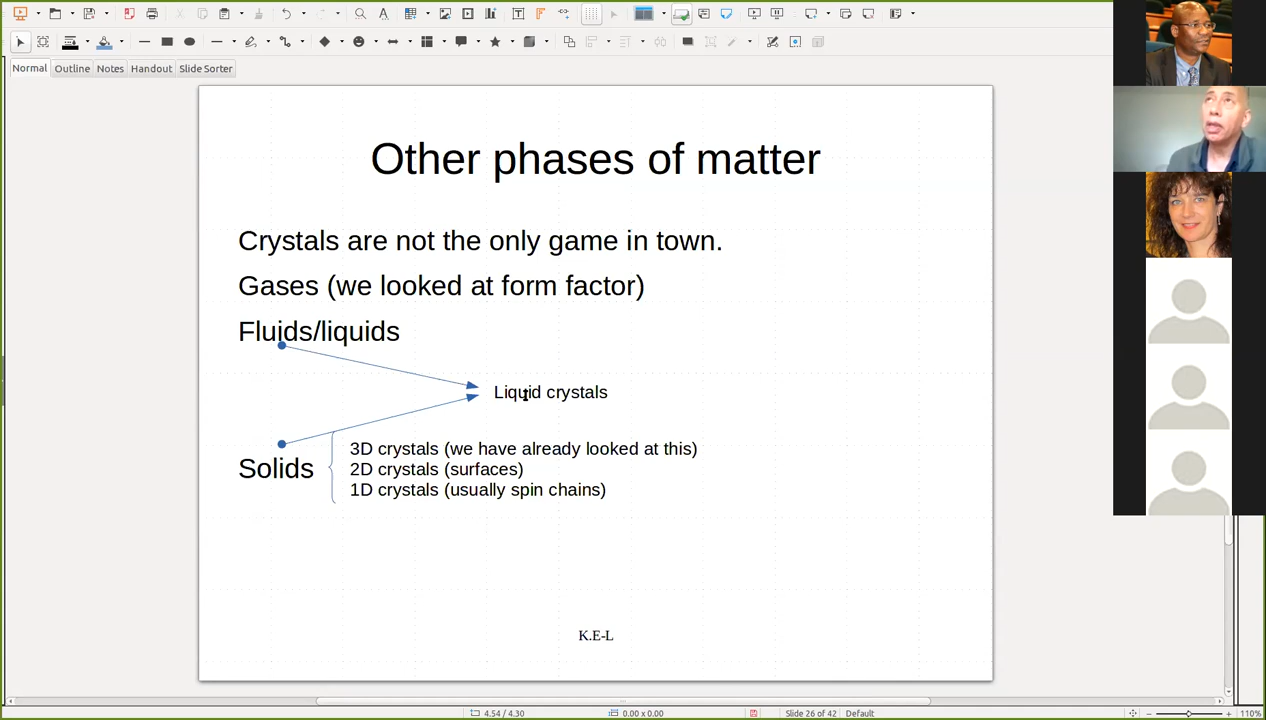 Normal Outline Notes Handout Slide Sorter
Other phases of matter
Crystals are not the only game in town.
Gases (we looked at form factor)
Fluids/liquids
Liquid crystals
Solids
3D crystals (we have already looked at this)
2D crystals (surfaces)
1D crystals (usually spin chains)
K.E-L
4.54 / 4.30 0.00 x 0.00 Slide 26 of 42 Default 110%